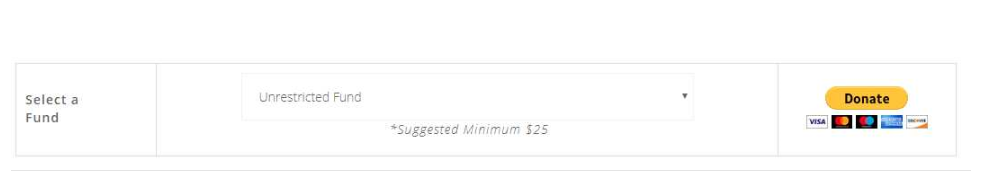 Select a
Fund
Unrestricted Fund
*Suggested Minimum $25
Donate
VISA